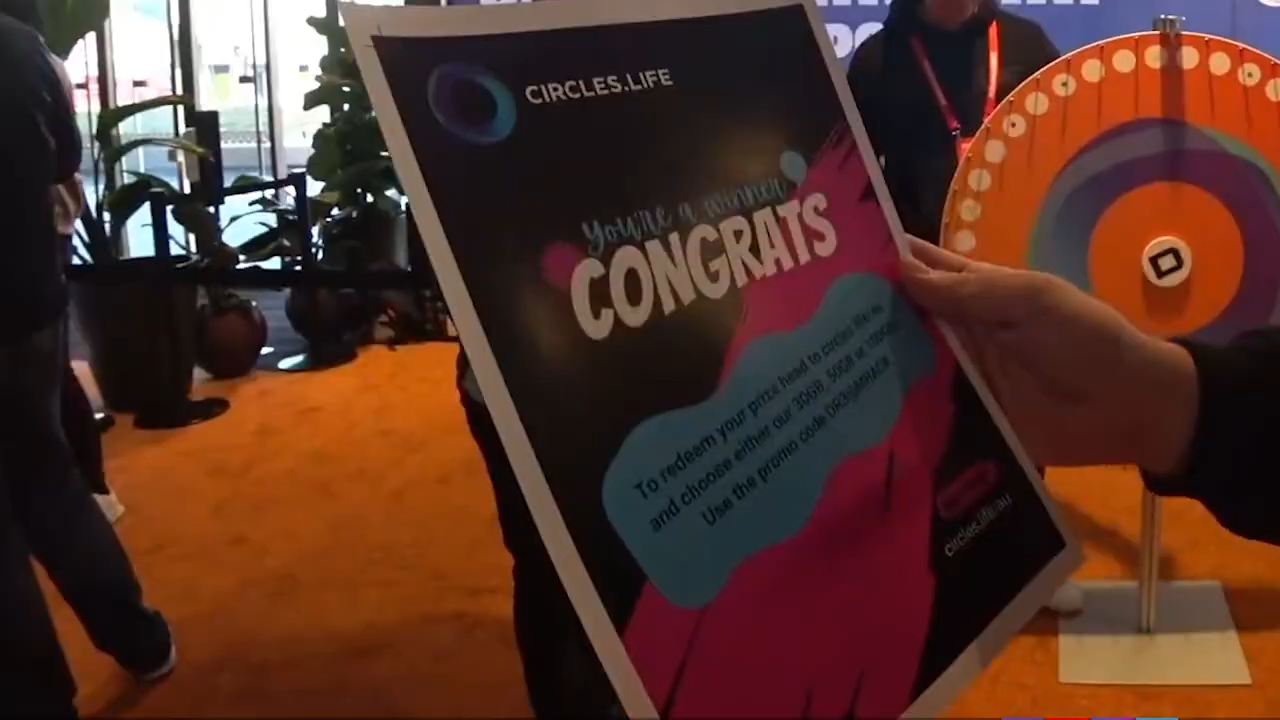 CIRCLES.LIFE
You're a winner
CONGRATS
To redeem your prize head to circles.life/au
and choose either our 30GB, 50GB or 100GB
Use the promo code
circles.life/au